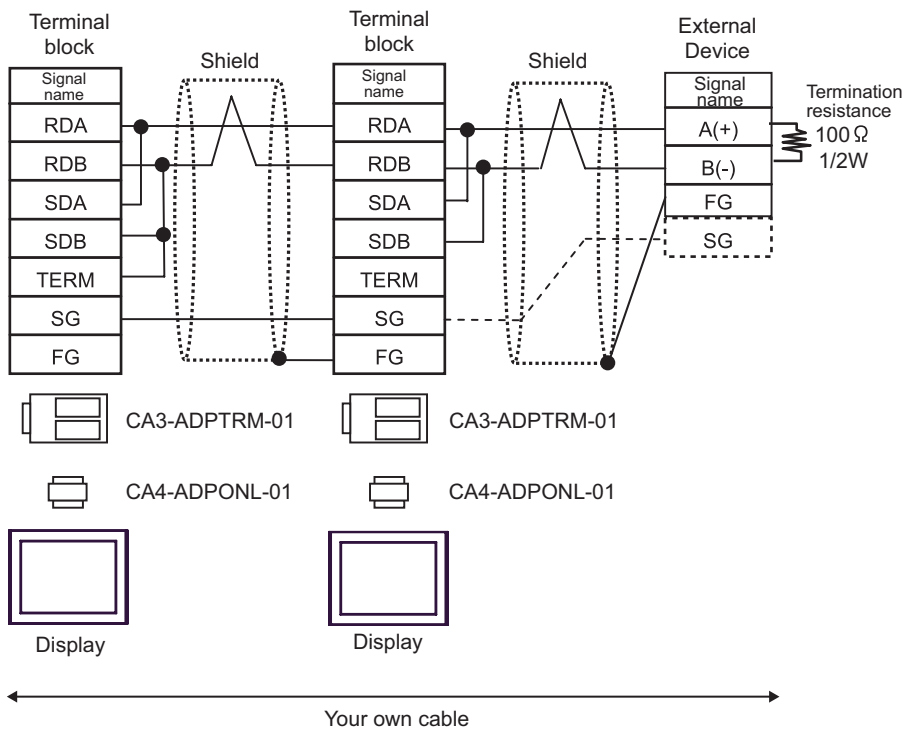 Terminal
block
Signal
name
RDA
RDB
SDA
SDB
TERM
SG
FG
Shield
Terminal
block
Signal
name
RDA
RDB
SDA
SDB
TERM
SG
FG
Shield
External
Device
Signal
name
A(+)
B(-)
FG
SG
Termination
resistance
100 Ω
1/2W
CA3-ADPTRM-01
CA3-ADPTRM-01
CA4-ADPONL-01
CA4-ADPONL-01
Display
Display
Your own cable